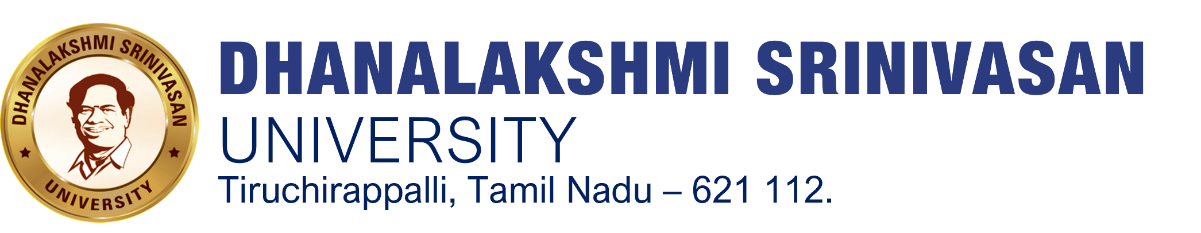 DHANALAKSHMI SRINIVASAN
UNIVERSITY
DHANALAKSHMI SRINIVASAN
UNIVERSITY
Tiruchirappalli, Tamil Nadu – 621 112.